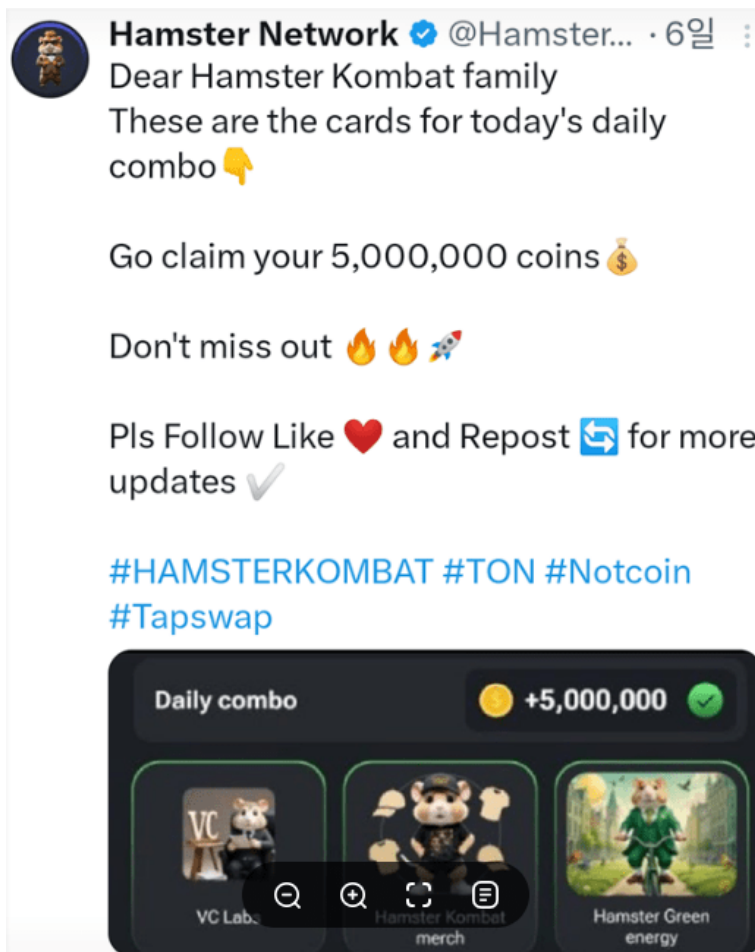 Hamster Network @Hamster... · 6일
Dear Hamster Kombat family
These are the cards for today's daily
combo👇
Go claim your 5,000,000 coins💰
Don't miss out 🔥🔥🚀
Pls Follow Like ❤️ and Repost 🔄 for more
updates ✔️
#HAMSTERKOMBAT #TON #Notcoin
#Tapswap
Daily combo +5,000,000
VC
VC Labs
Hamster Kombat
merch
Hamster Green
energy